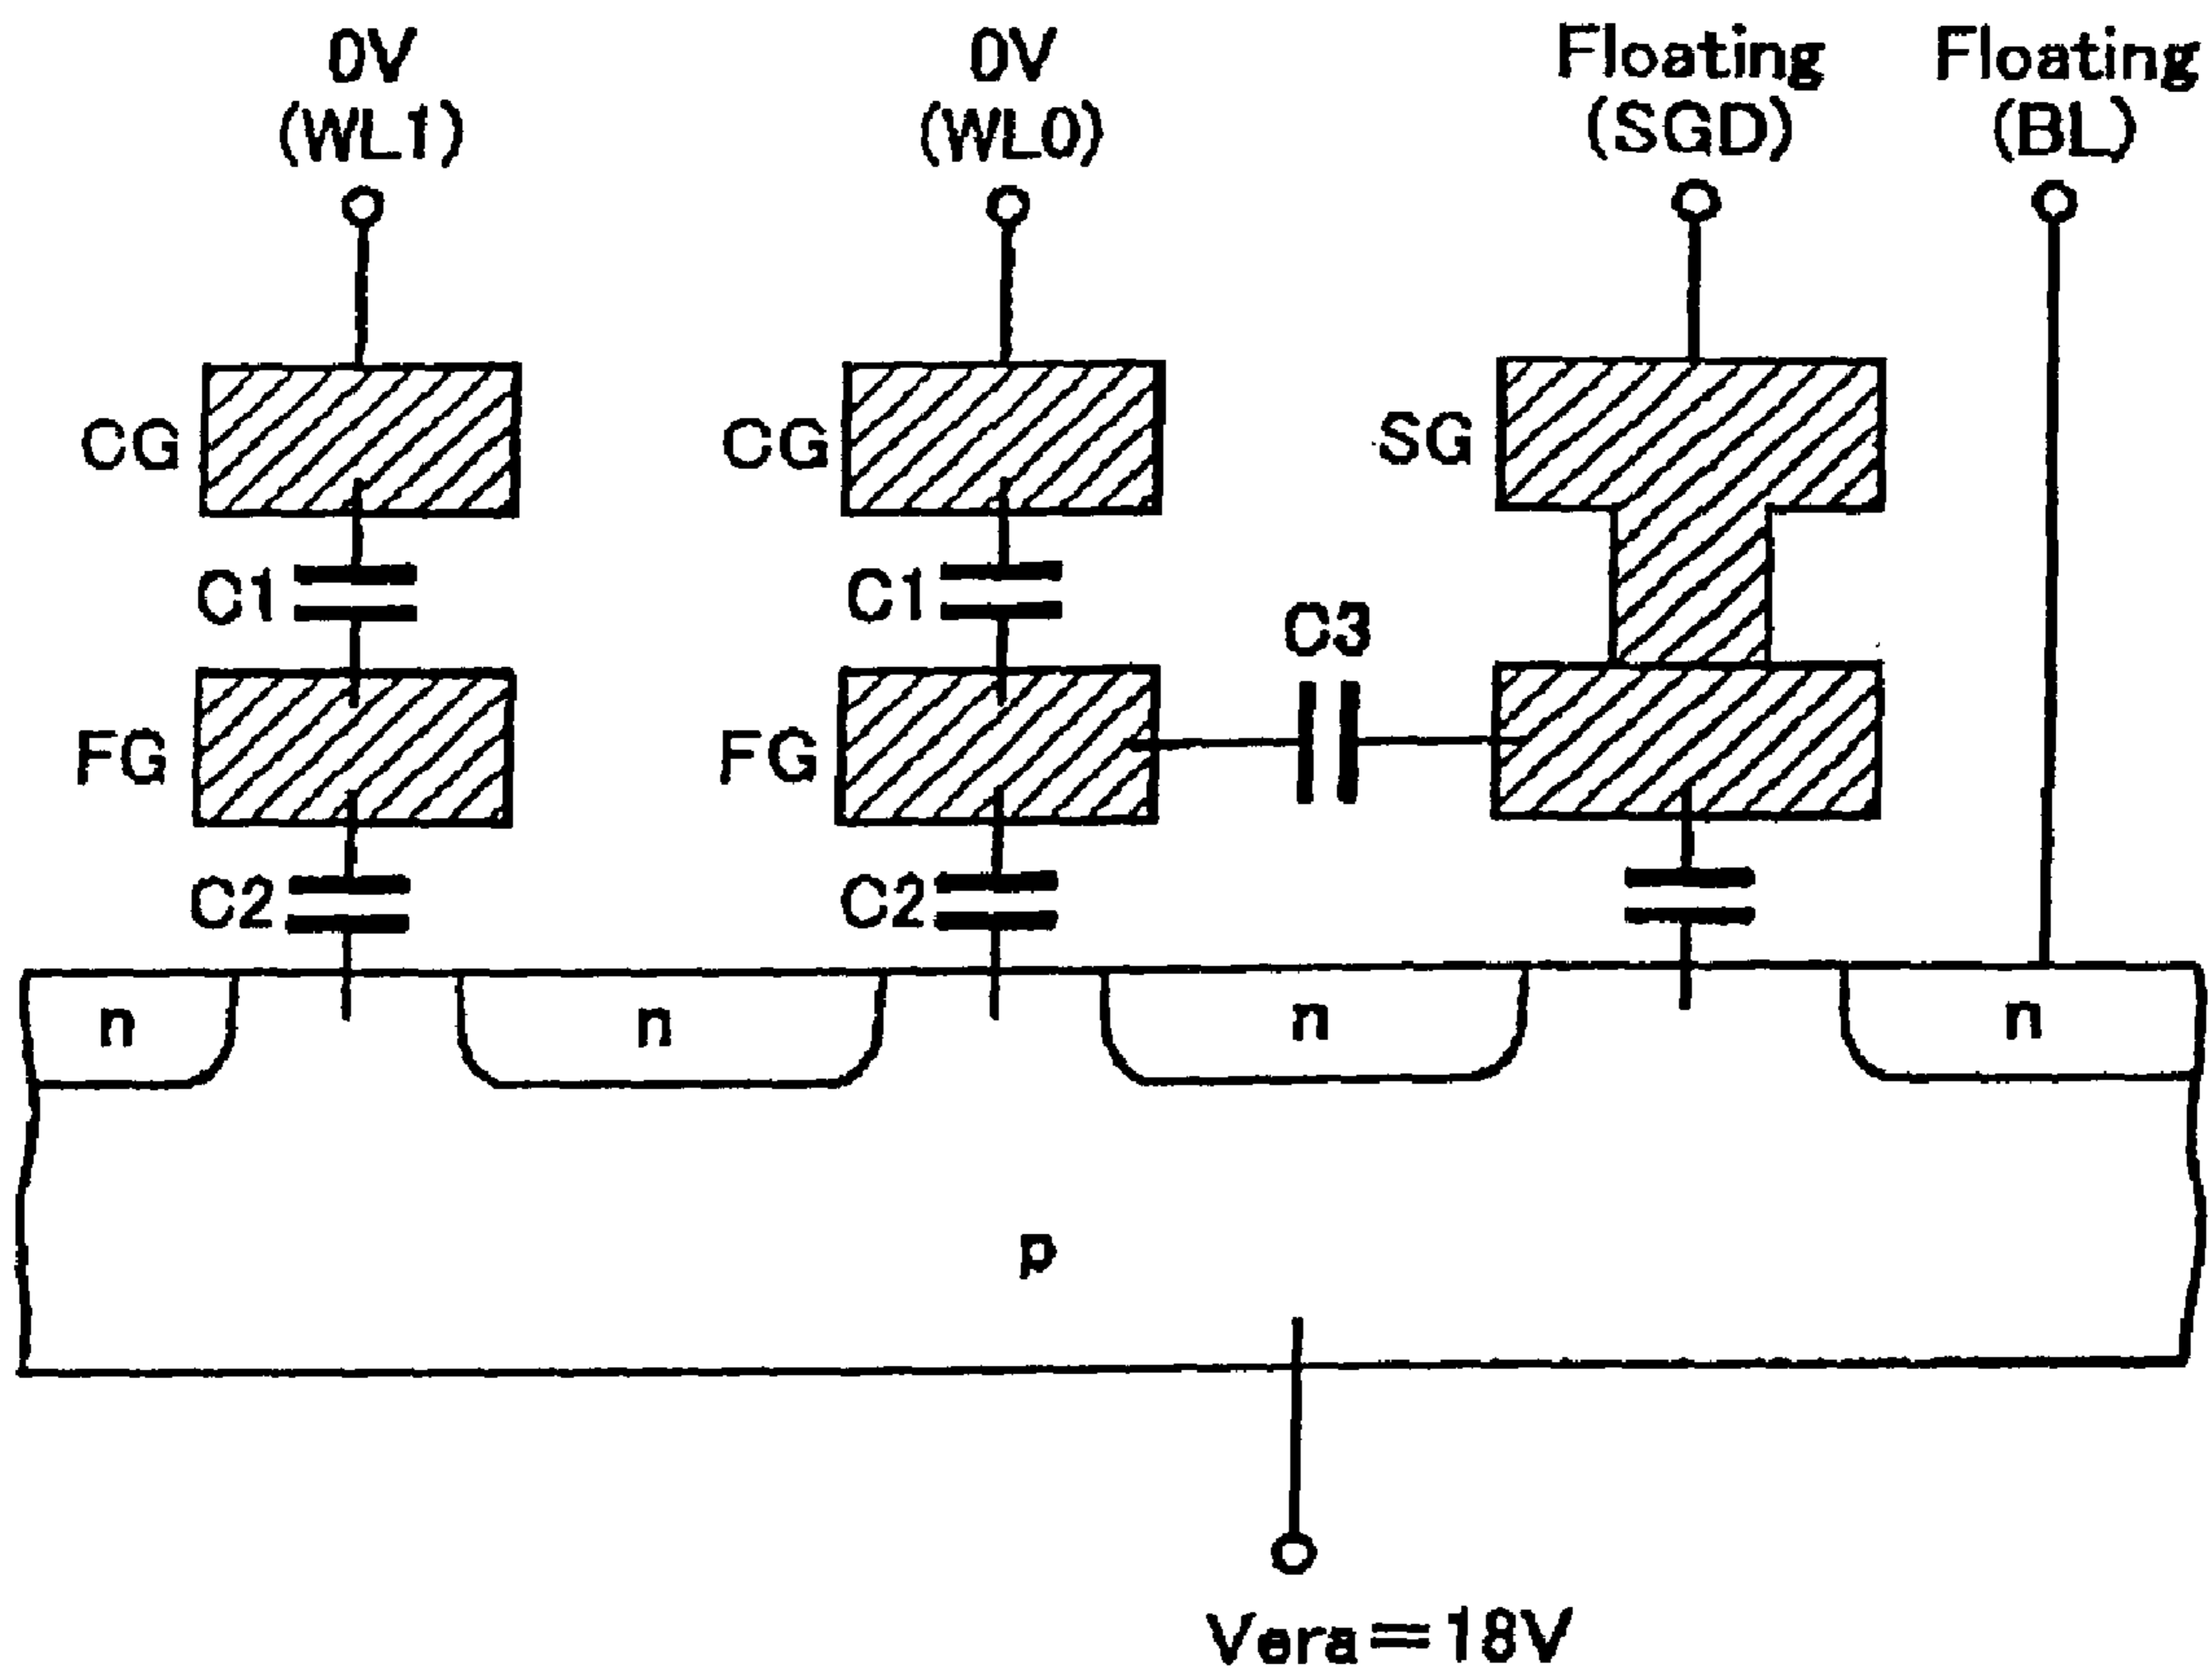 0V 0V Floating Floating
(WL1) (WL0) (SGD) (BL)
CG CG SG
C1 C1 C3
FG FG
C2 C2
n n n n
p
Vera=18V